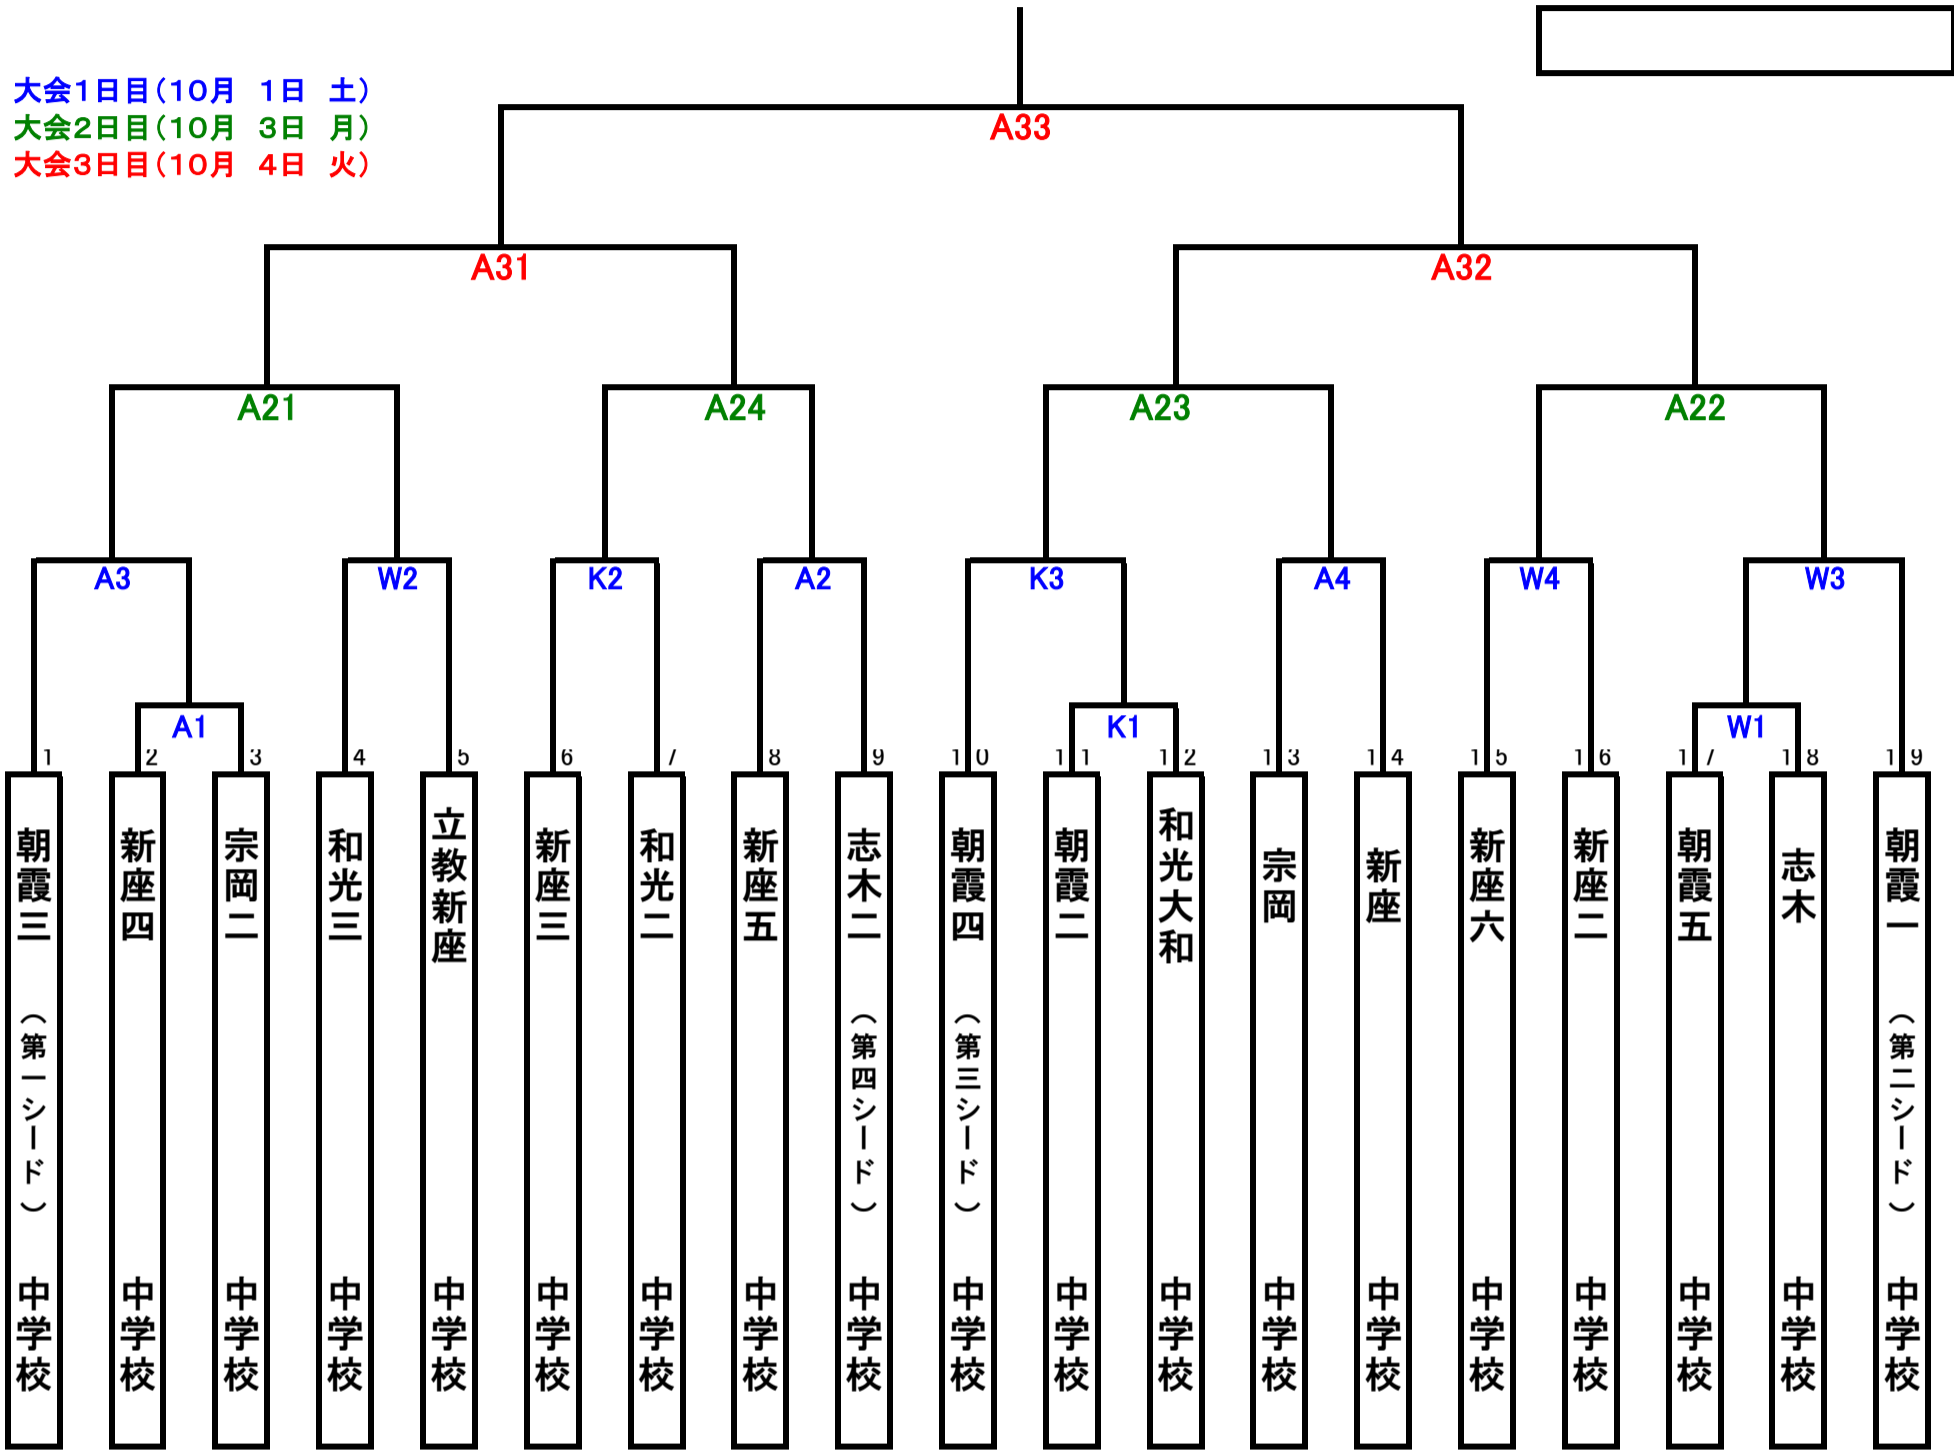 大会1日目(10月 1日 土)
大会2日目(10月 3日 月)
大会3日目(10月 4日 火)
A33
A31
A32
A21
A24
A23
A22
A3
W2
K2
A2
K3
A4
W4
W3
A1
K1
W1
1
2
3
4
5
6
7
8
9
10
11
12
13
14
15
16
17
18
19
朝霞三 (第一シード) 中学校
新座四 中学校
宗岡二 中学校
和光三 中学校
立教新座 中学校
新座三 中学校
和光二 中学校
新座五 中学校
志木二 (第四シード) 中学校
朝霞四 (第三シード) 中学校
朝霞二 中学校
和光大和 中学校
宗岡 中学校
新座 中学校
新座六 中学校
新座二 中学校
朝霞五 中学校
志木 中学校
朝霞一 (第二シード) 中学校